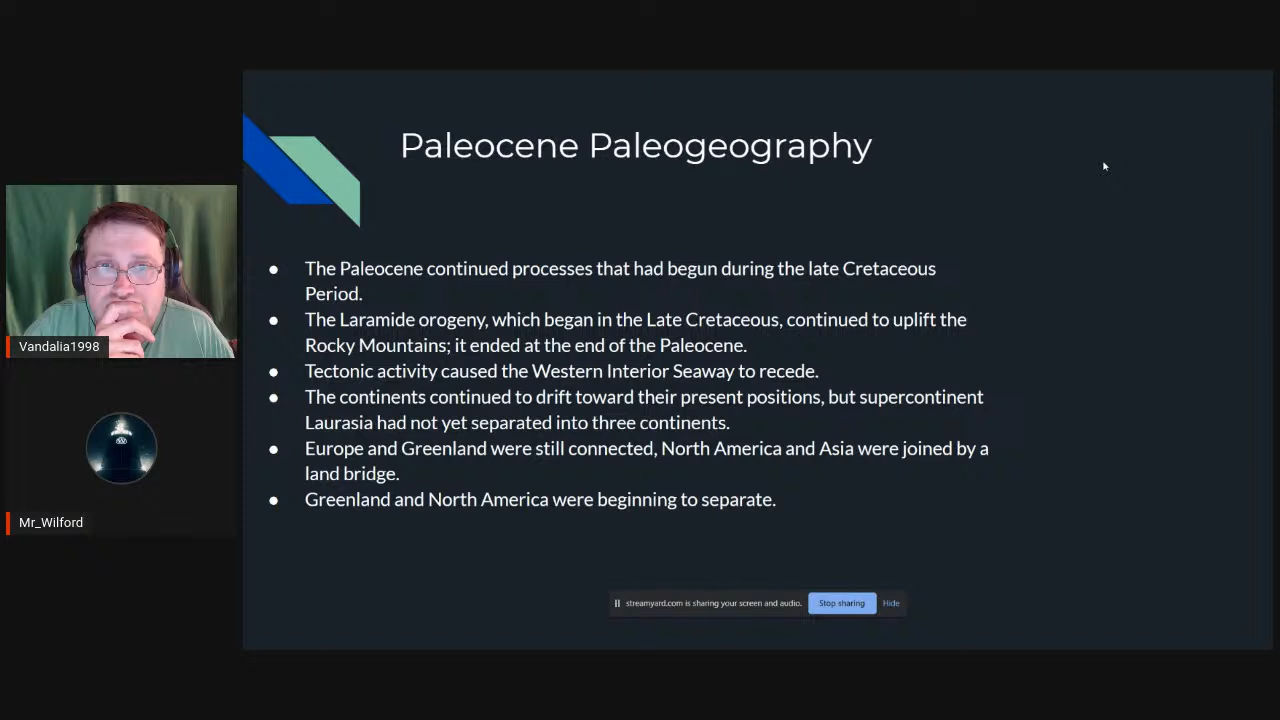 Paleocene Paleogeography
● The Paleocene continued processes that had begun during the late Cretaceous
Period.
● The Laramide orogeny, which began in the Late Cretaceous, continued to uplift the
Rocky Mountains; it ended at the end of the Paleocene.
● Tectonic activity caused the Western Interior Seaway to recede.
● The continents continued to drift toward their present positions, but supercontinent
Laurasia had not yet separated into three continents.
● Europe and Greenland were still connected, North America and Asia were joined by a
land bridge.
● Greenland and North America were beginning to separate.
Vandalia1998
Mr_Wilford
streamyard.com is sharing your screen and audio.
Stop sharing
Hide